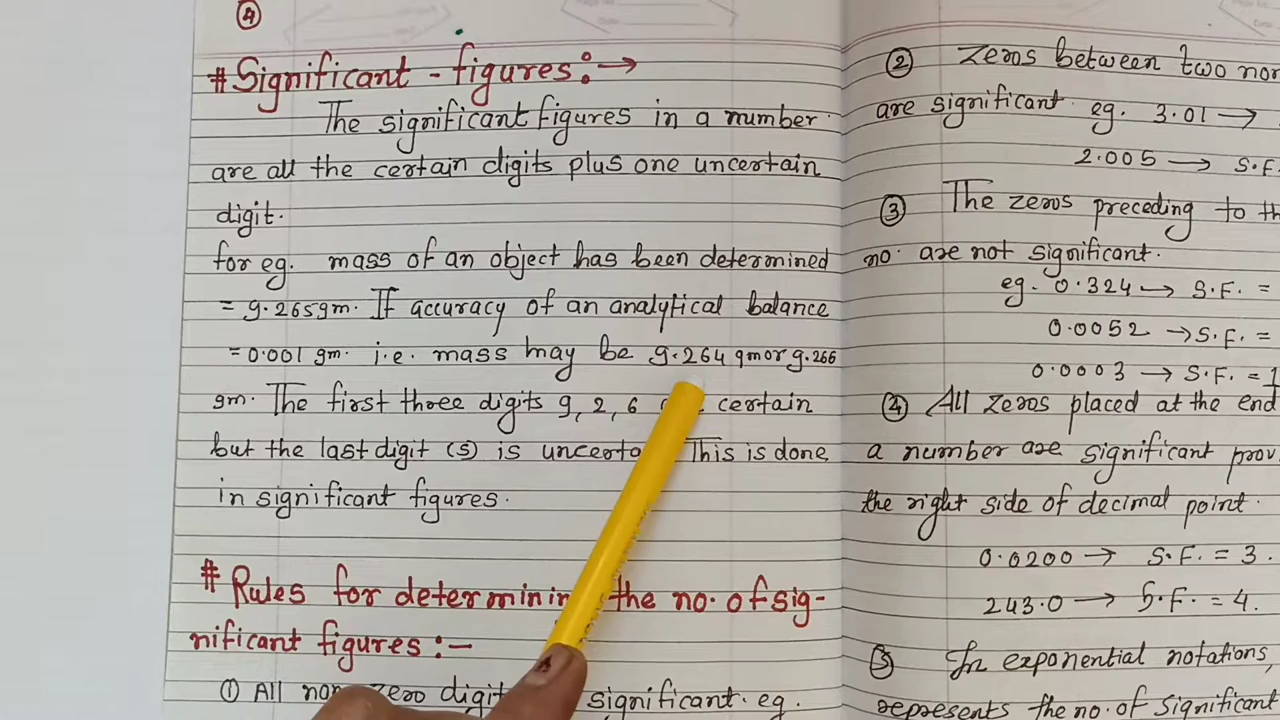 ④
# Significant - figures :→
The significant figures in a number
are all the certain digits plus one uncertain
digit.
for eg. mass of an object has been determined
= 9.265gm. If accuracy of an analytical balance
= 0.001 gm. i.e. mass may be 9.264 gm or 9.266
gm. The first three digits 9, 2, 6 certain
but the last digit (5) is uncerta This is done
in significant figures.
# Rules for determinin the no. of sig-
nificant figures :-
① All non zero digit significant. eg.
② Zeros between two non
are significant. eg. 3.01 →
2.005 → S.F.
③ The zeros preceding to th
no. are not significant.
eg. 0.324 → S.F. =
0.0052 → S.F. =
0.0003 → S.F. = 1
④ All zeros placed at the end
a number are significant prov
the right side of decimal point.
0.0200 → S.F. = 3.
243.0 → S.F. = 4.
⑤ In exponential notations,
represents the no. of significant